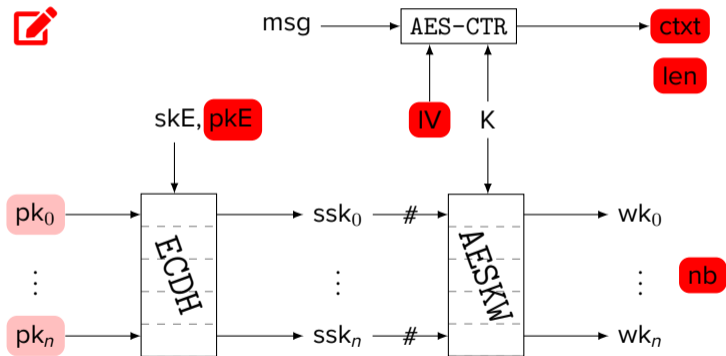 msg AES-CTR ctxt
len
skE, pkE IV K
pk₀ ssk₀ # wk₀
ECDH AESKW
⋮ ⋮ ⋮ nb
pkₙ sskₙ # wkₙ